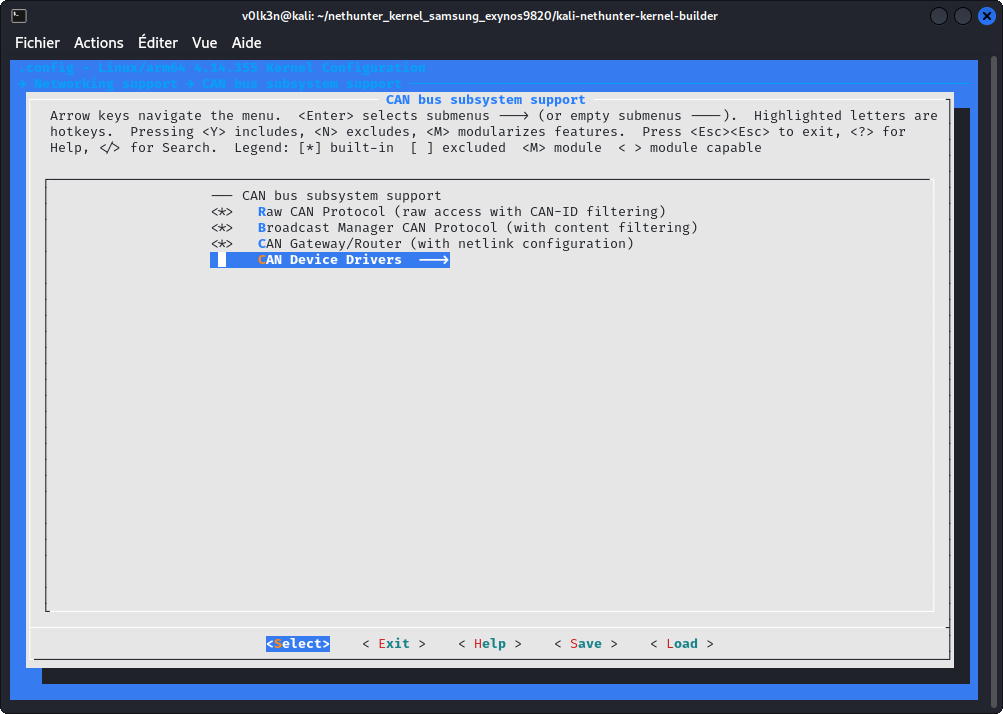 v0lk3n@kali: ~/nethunter_kernel_samsung_exynos9820/kali-nethunter-kernel-builder
Fichier Actions Éditer Vue Aide
.config - Linux/arm64 4.14.355 Kernel Configuration
→ Networking support → CAN bus subsystem support
CAN bus subsystem support
Arrow keys navigate the menu.  <Enter> selects submenus ---> (or empty submenus ----).  Highlighted letters are
hotkeys.  Pressing <Y> includes, <N> excludes, <M> modularizes features.  Press <Esc><Esc> to exit, <?> for
Help, </> for Search.  Legend: [*] built-in  [ ] excluded  <M> module  < > module capable
--- CAN bus subsystem support
<*>   Raw CAN Protocol (raw access with CAN-ID filtering)
<*>   Broadcast Manager CAN Protocol (with content filtering)
<*>   CAN Gateway/Router (with netlink configuration)
CAN Device Drivers  --->
<Select>    < Exit >    < Help >    < Save >    < Load >